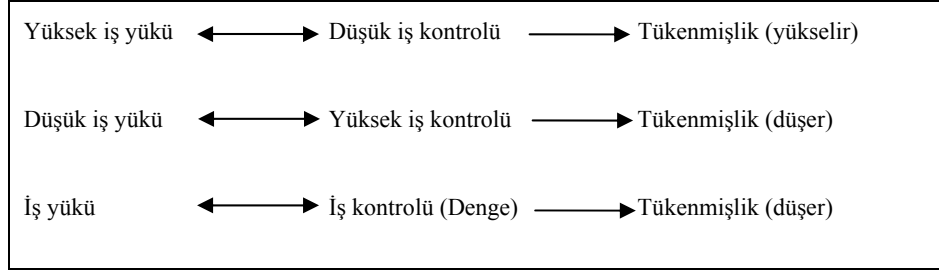 Yüksek iş yükü Düşük iş kontrolü Tükenmişlik (yükselir)
Düşük iş yükü Yüksek iş kontrolü Tükenmişlik (düşer)
İş yükü İş kontrolü (Denge) Tükenmişlik (düşer)